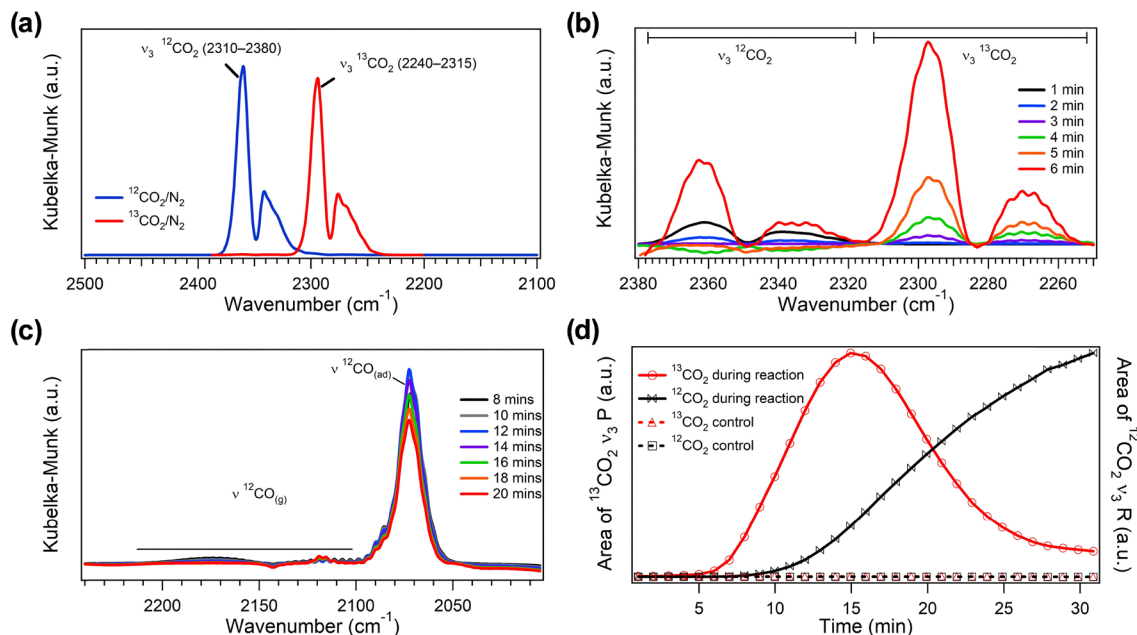 (a)
Kubelka-Munk (a.u.)
ν₃ ¹²CO₂ (2310–2380)
ν₃ ¹³CO₂ (2240–2315)
¹²CO₂/N₂
¹³CO₂/N₂
2500 2400 2300 2200 2100
Wavenumber (cm⁻¹)
(b)
Kubelka-Munk (a.u.)
ν₃ ¹²CO₂
ν₃ ¹³CO₂
1 min
2 min
3 min
4 min
5 min
6 min
2380 2360 2340 2320 2300 2280 2260
Wavenumber (cm⁻¹)
(c)
Kubelka-Munk (a.u.)
ν ¹²CO(ad)
ν ¹²CO(g)
8 mins
10 mins
12 mins
14 mins
16 mins
18 mins
20 mins
2200 2150 2100 2050
Wavenumber (cm⁻¹)
(d)
Area of ¹³CO₂ ν₃ P (a.u.)
¹³CO₂ during reaction
¹²CO₂ during reaction
¹³CO₂ control
¹²CO₂ control
5 10 15 20 25 30
Time (min)
Area of ¹²CO₂ ν₃ R (a.u.)